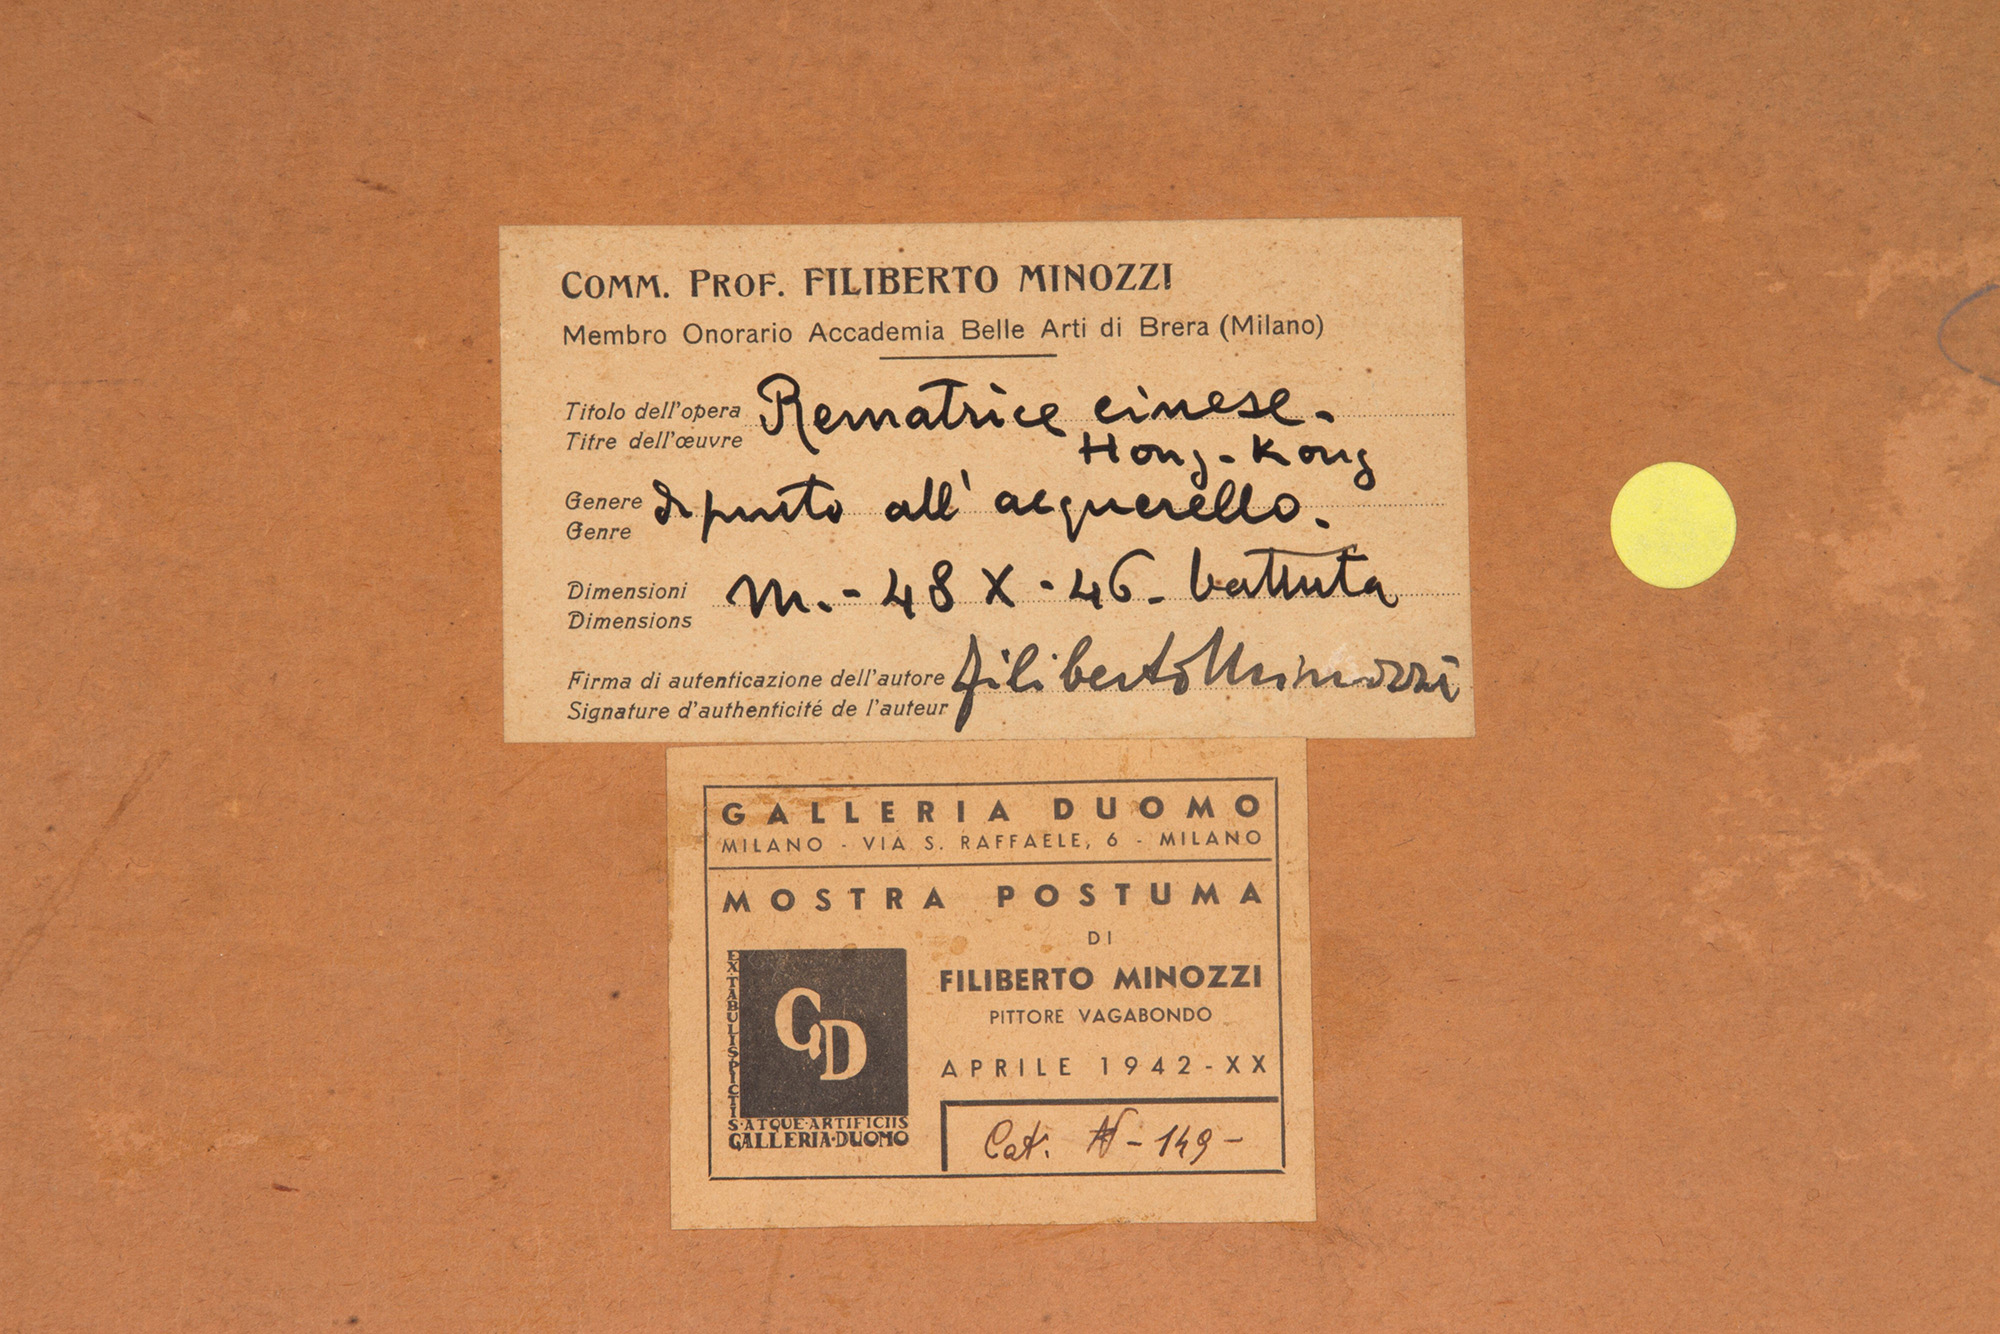 COMM. PROF. FILIBERTO MINOZZI
Membro Onorario Accademia Belle Arti di Brera (Milano)
Titolo dell'opera Rematrice cinese.
Titre dell'œuvre Hong-Kong
Genere dipinto all'acquerello.
Genre
Dimensioni m.-48 X -46- battuta
Dimensions
Firma di autenticazione dell'autore Filiberto Minozzi
Signature d'authenticité de l'auteur
GALLERIA DUOMO
MILANO - VIA S. RAFFAELE, 6 - MILANO
MOSTRA POSTUMA
DI
FILIBERTO MINOZZI
PITTORE VAGABONDO
APRILE 1942-XX
Cat. N-149-
GD
EX·TABULIS·PICTI
S·ATQUE·ARTIFICIIS
GALLERIA·DUOMO